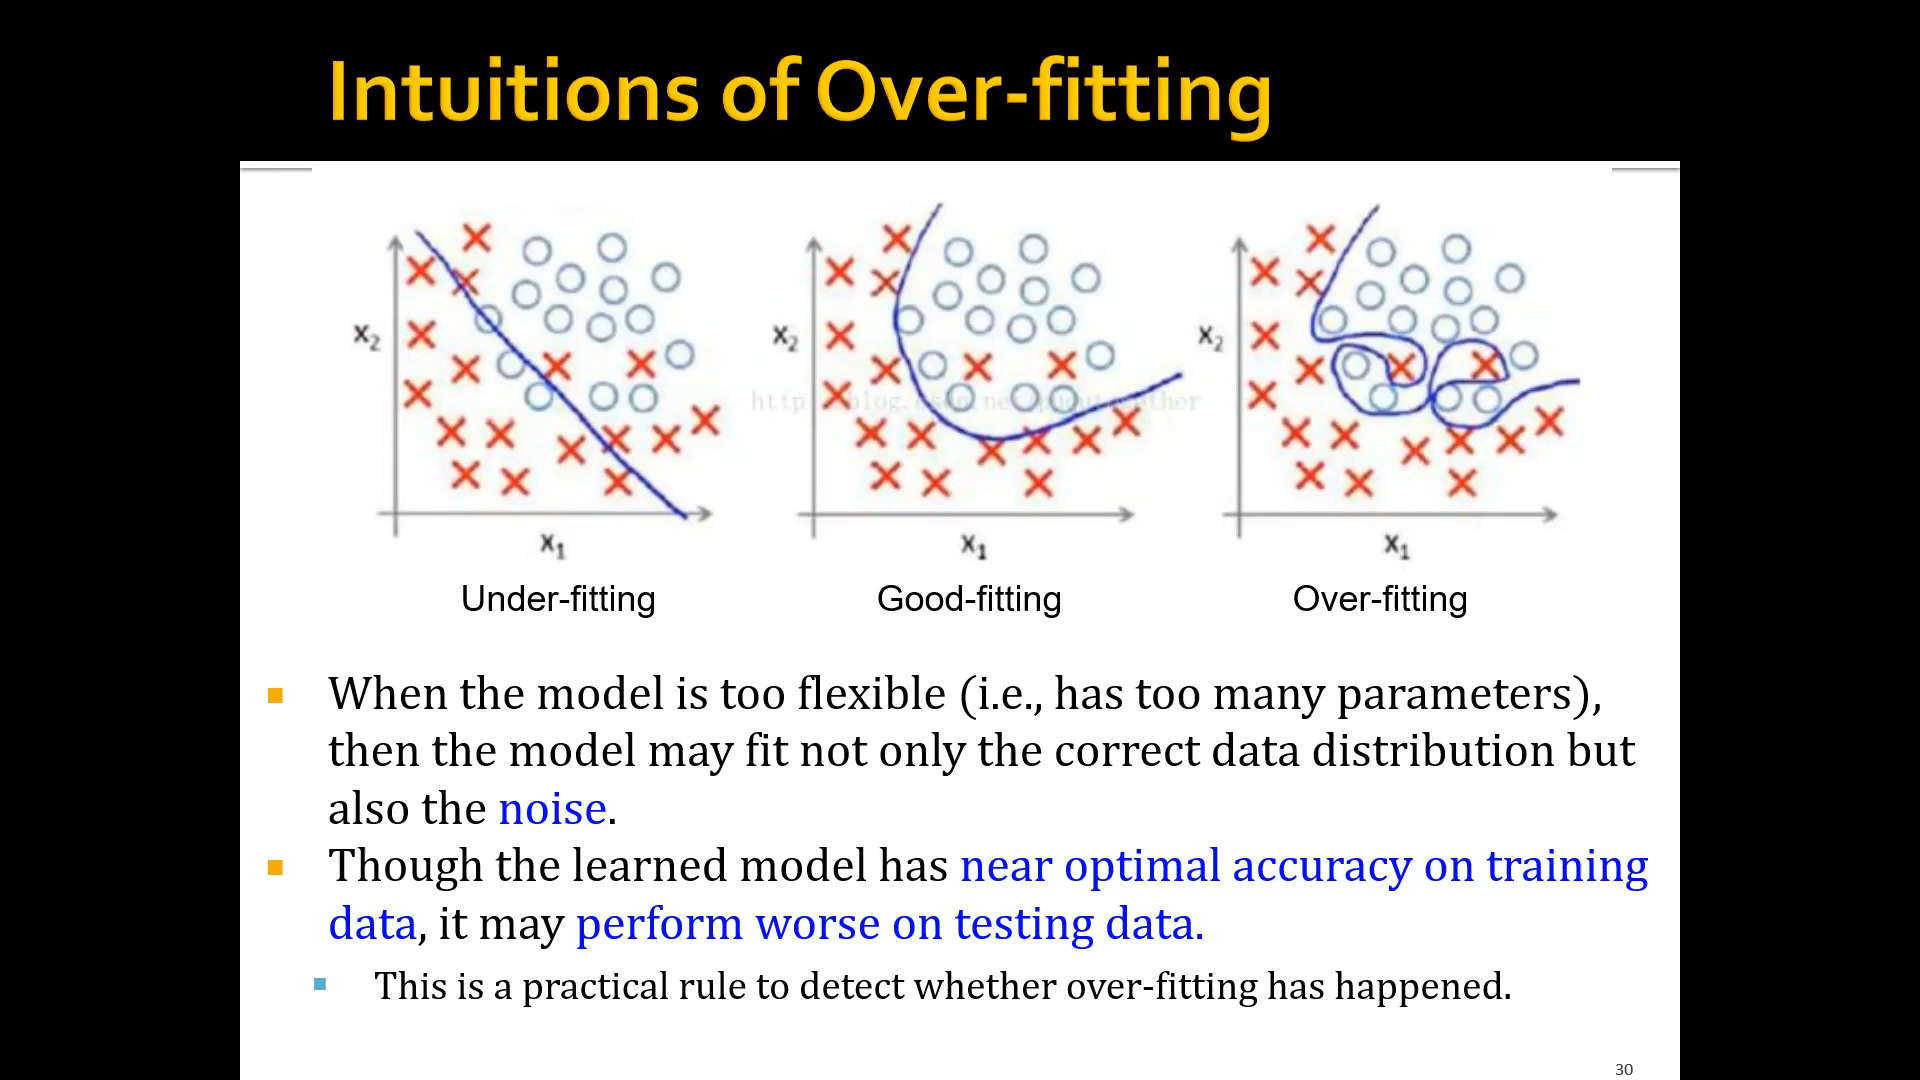 Intuitions of Over-fitting
x₂
x₂
x₂
x₁
x₁
x₁
Under-fitting
Good-fitting
Over-fitting
When the model is too flexible (i.e., has too many parameters),
then the model may fit not only the correct data distribution but
also the noise.
Though the learned model has near optimal accuracy on training
data, it may perform worse on testing data.
This is a practical rule to detect whether over-fitting has happened.
30